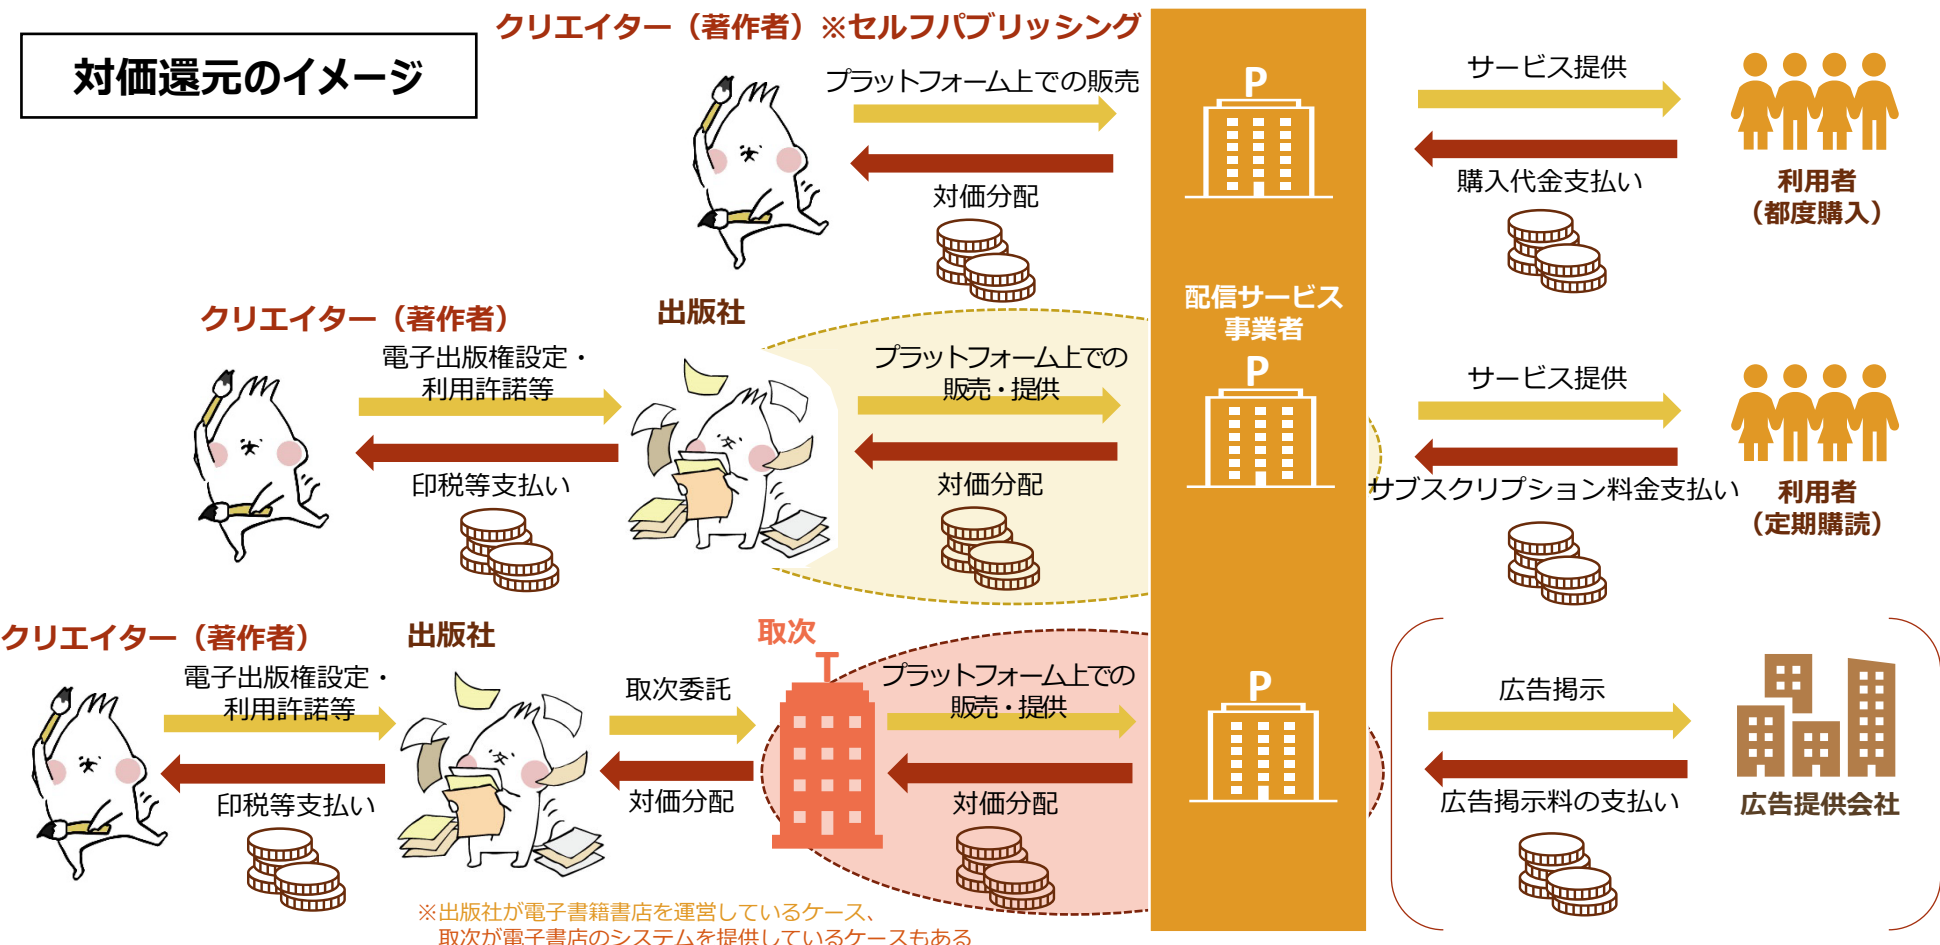 対価還元のイメージ
クリエイター（著作者）※セルフパブリッシング
プラットフォーム上での販売
対価分配
P
サービス提供
購入代金支払い
利用者
（都度購入）
クリエイター（著作者）
電子出版権設定・
利用許諾等
印税等支払い
出版社
プラットフォーム上での
販売・提供
対価分配
配信サービス
事業者
P
サービス提供
サブスクリプション料金支払い
利用者
（定期購読）
クリエイター（著作者）
電子出版権設定・
利用許諾等
印税等支払い
出版社
取次委託
対価分配
取次
T
プラットフォーム上での
販売・提供
対価分配
P
広告掲示
広告掲示料の支払い
広告提供会社
※出版社が電子書籍書店を運営しているケース、
取次が電子書店のシステムを提供しているケースもある